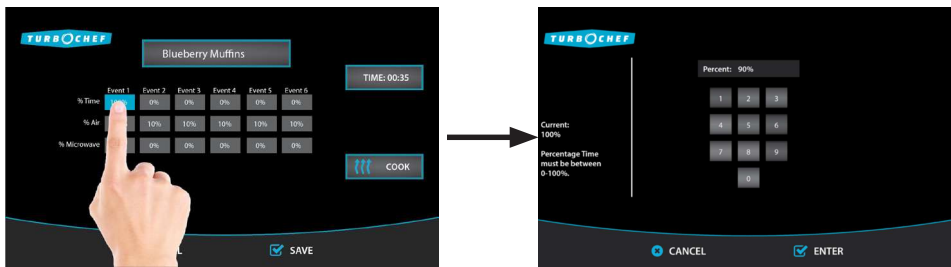 TURBOCHEF
Blueberry Muffins
TIME: 00:35
Event 1 Event 2 Event 3 Event 4 Event 5 Event 6
% Time 0% 0% 0% 0% 0%
% Air 10% 10% 10% 10% 10%
% Microwave 0% 0% 0% 0% 0%
COOK
SAVE
TURBOCHEF
Percent: 90%
1 2 3
4 5 6
7 8 9
0
Current:
100%
Percentage Time
must be between
0-100%.
CANCEL
ENTER